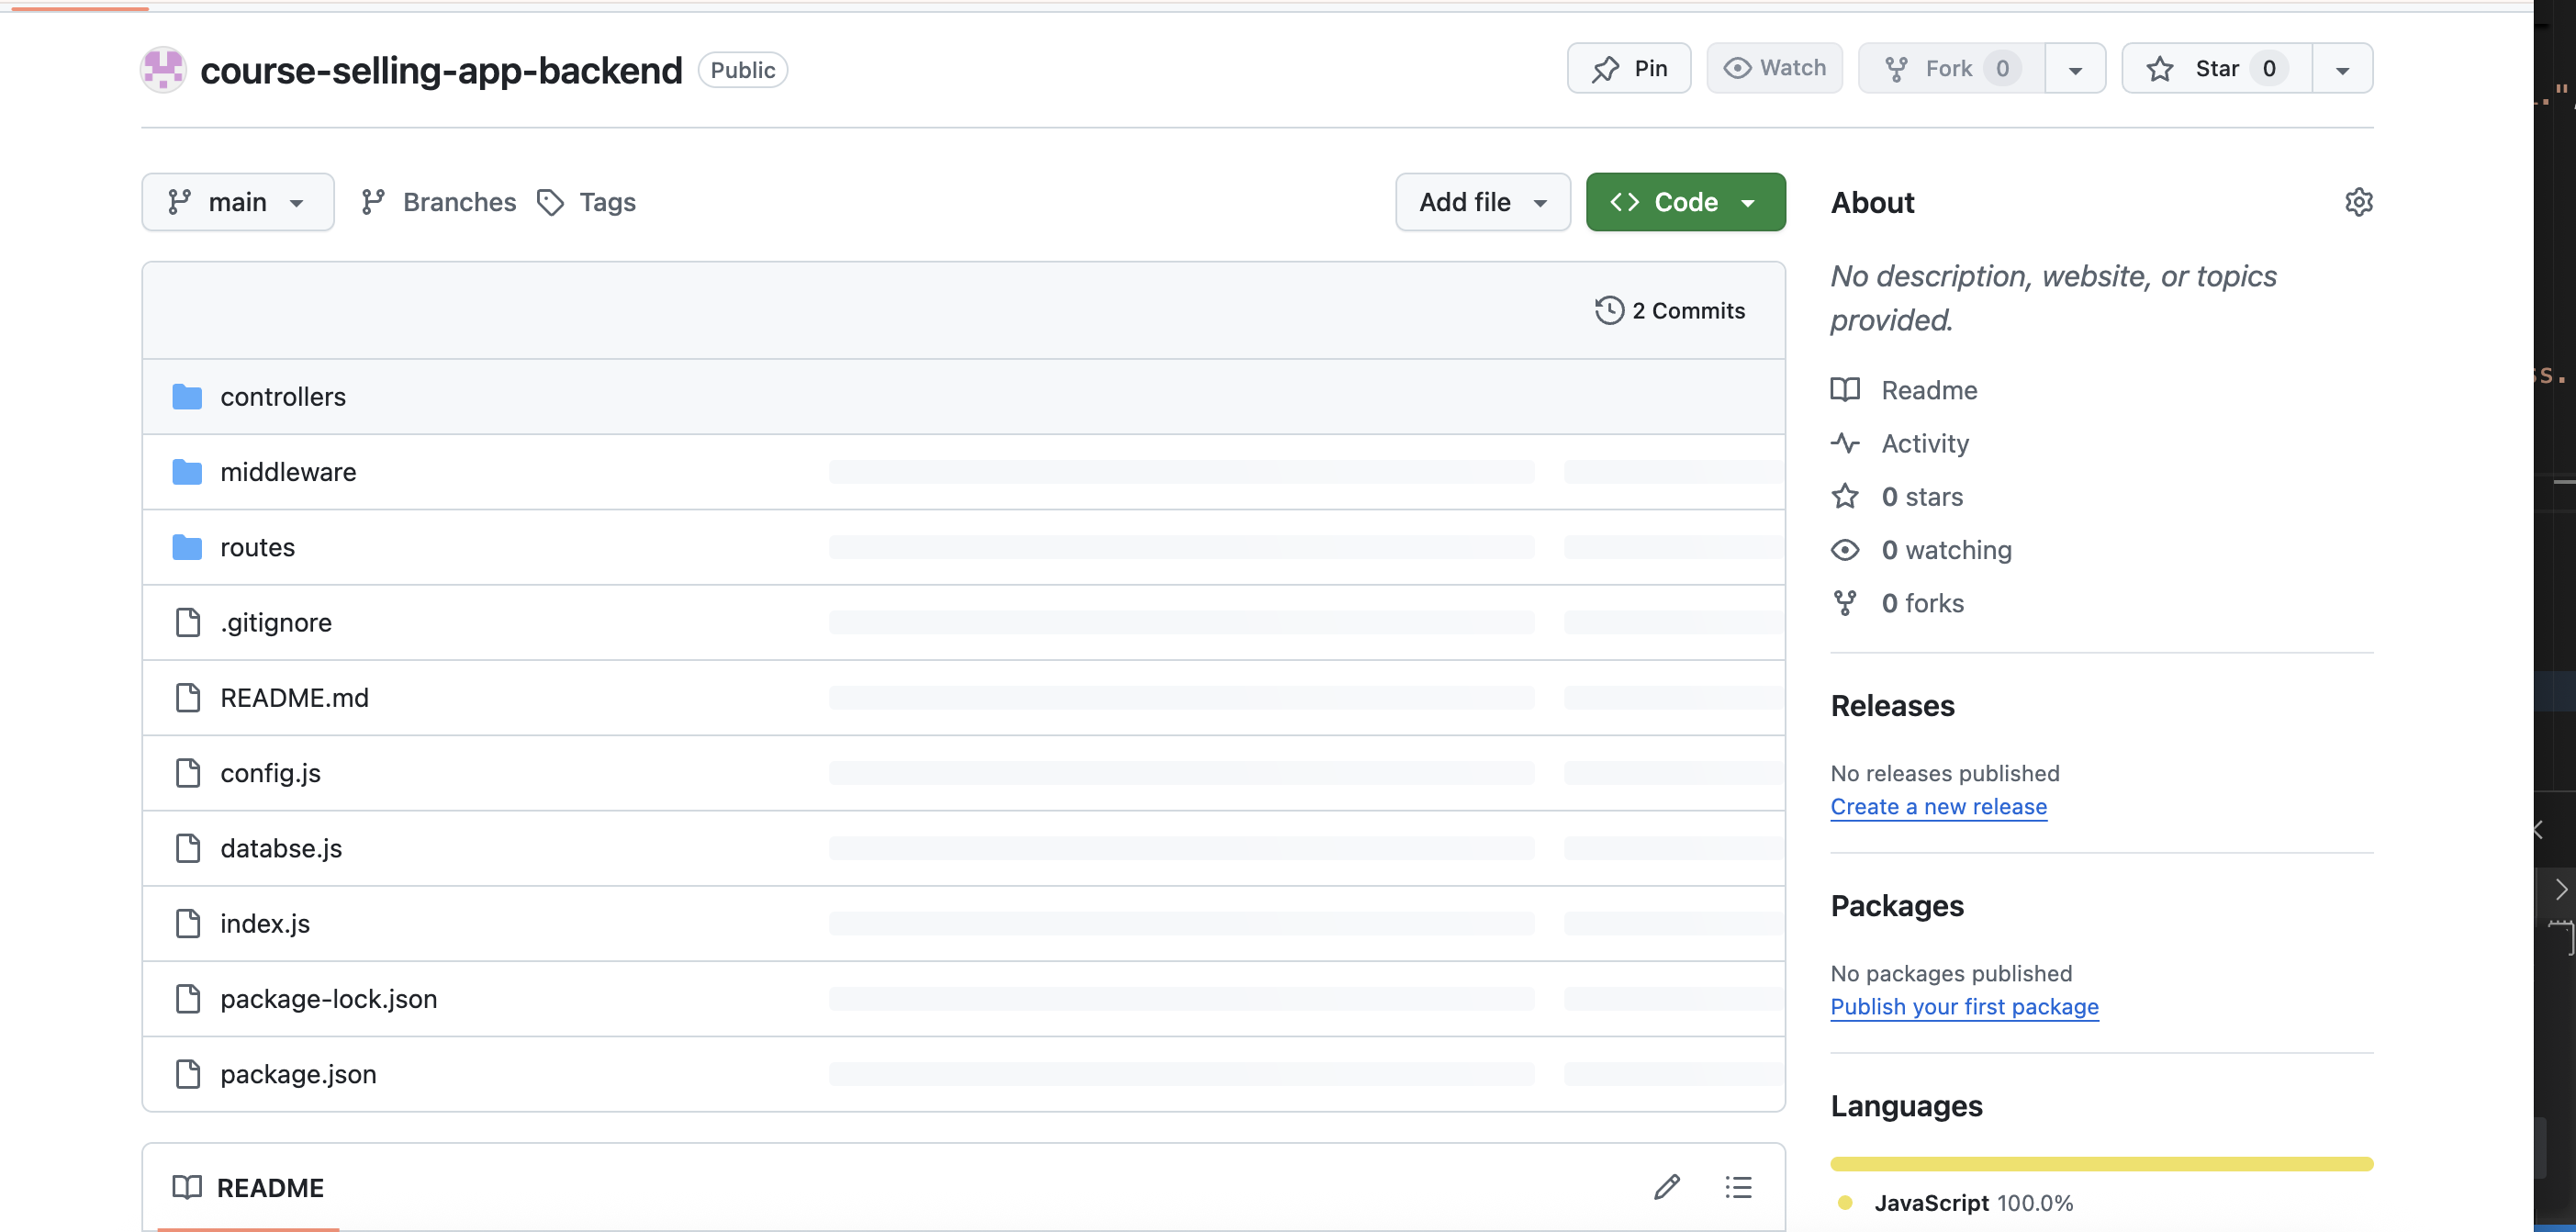 course-selling-app-backend Public
Pin Watch Fork 0 Star 0
main Branches Tags Add file Code
2 Commits
controllers
middleware
routes
.gitignore
README.md
config.js
databse.js
index.js
package-lock.json
package.json
README
About
No description, website, or topics
provided.
Readme
Activity
0 stars
0 watching
0 forks
Releases
No releases published
Create a new release
Packages
No packages published
Publish your first package
Languages
JavaScript 100.0%